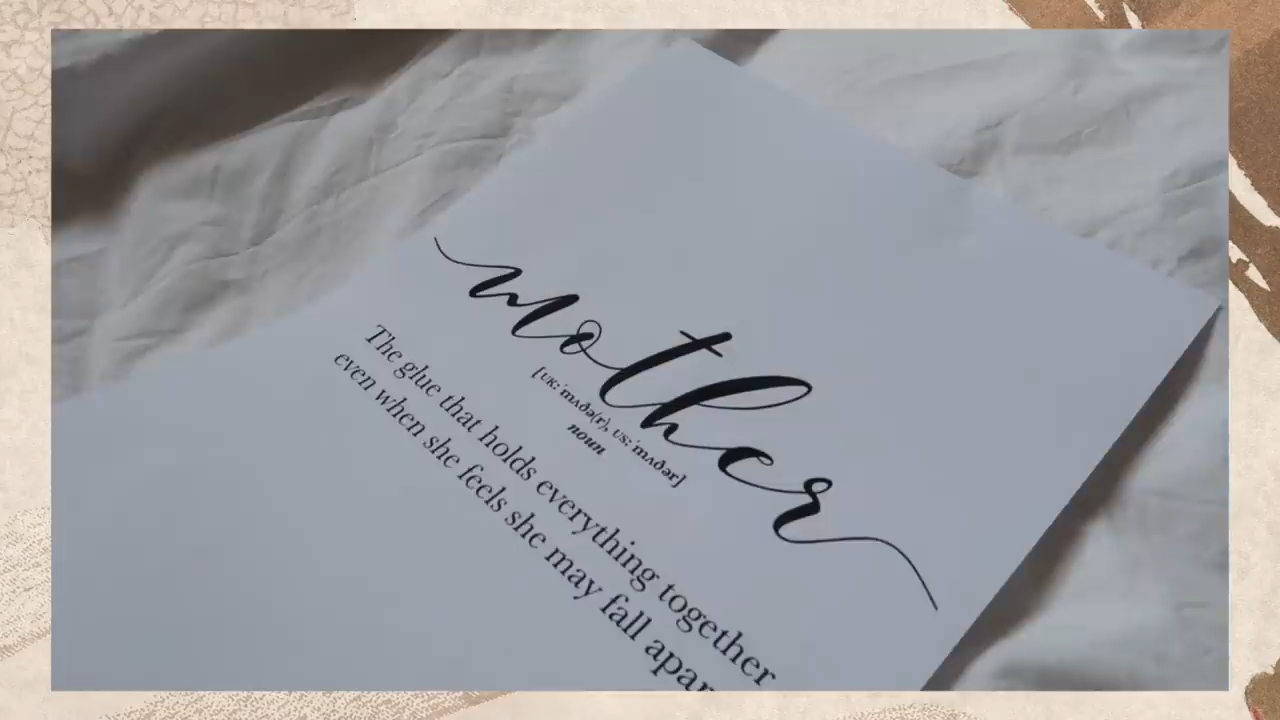 mother
[UK: ˈmʌðə(r), US: ˈmʌðər]
noun
The glue that holds everything together
even when she feels she may fall